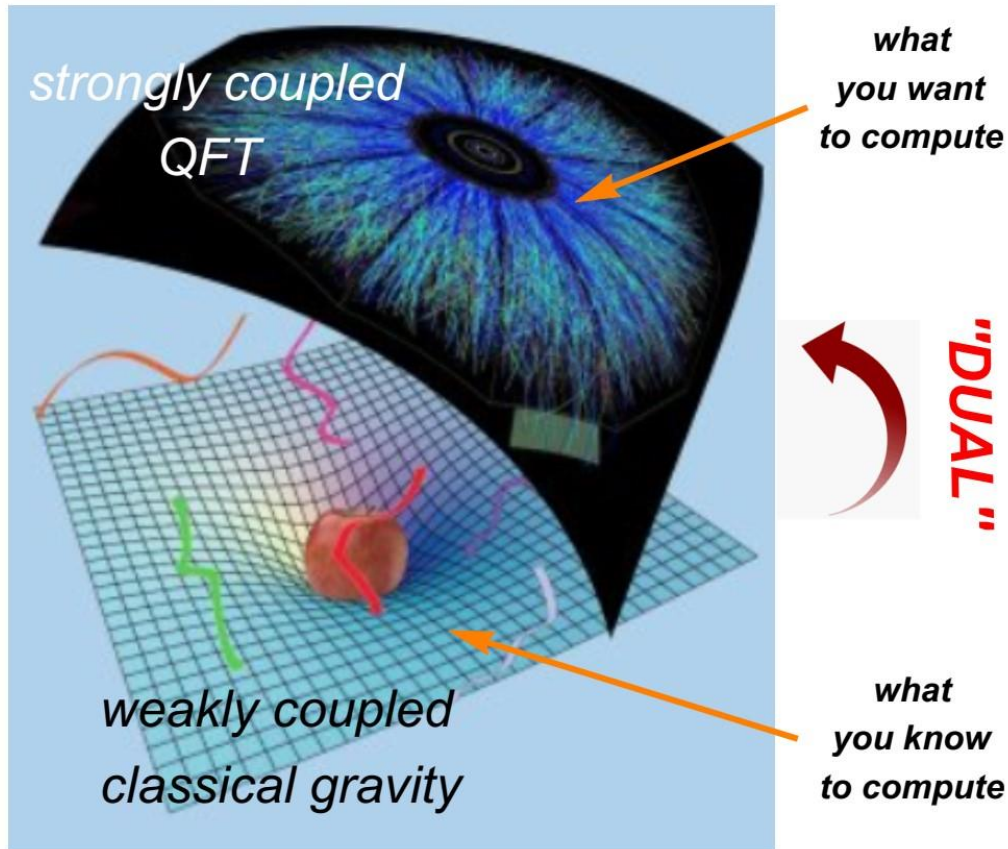 strongly coupled
QFT
what
you want
to compute
"DUAL"
weakly coupled
classical gravity
what
you know
to compute